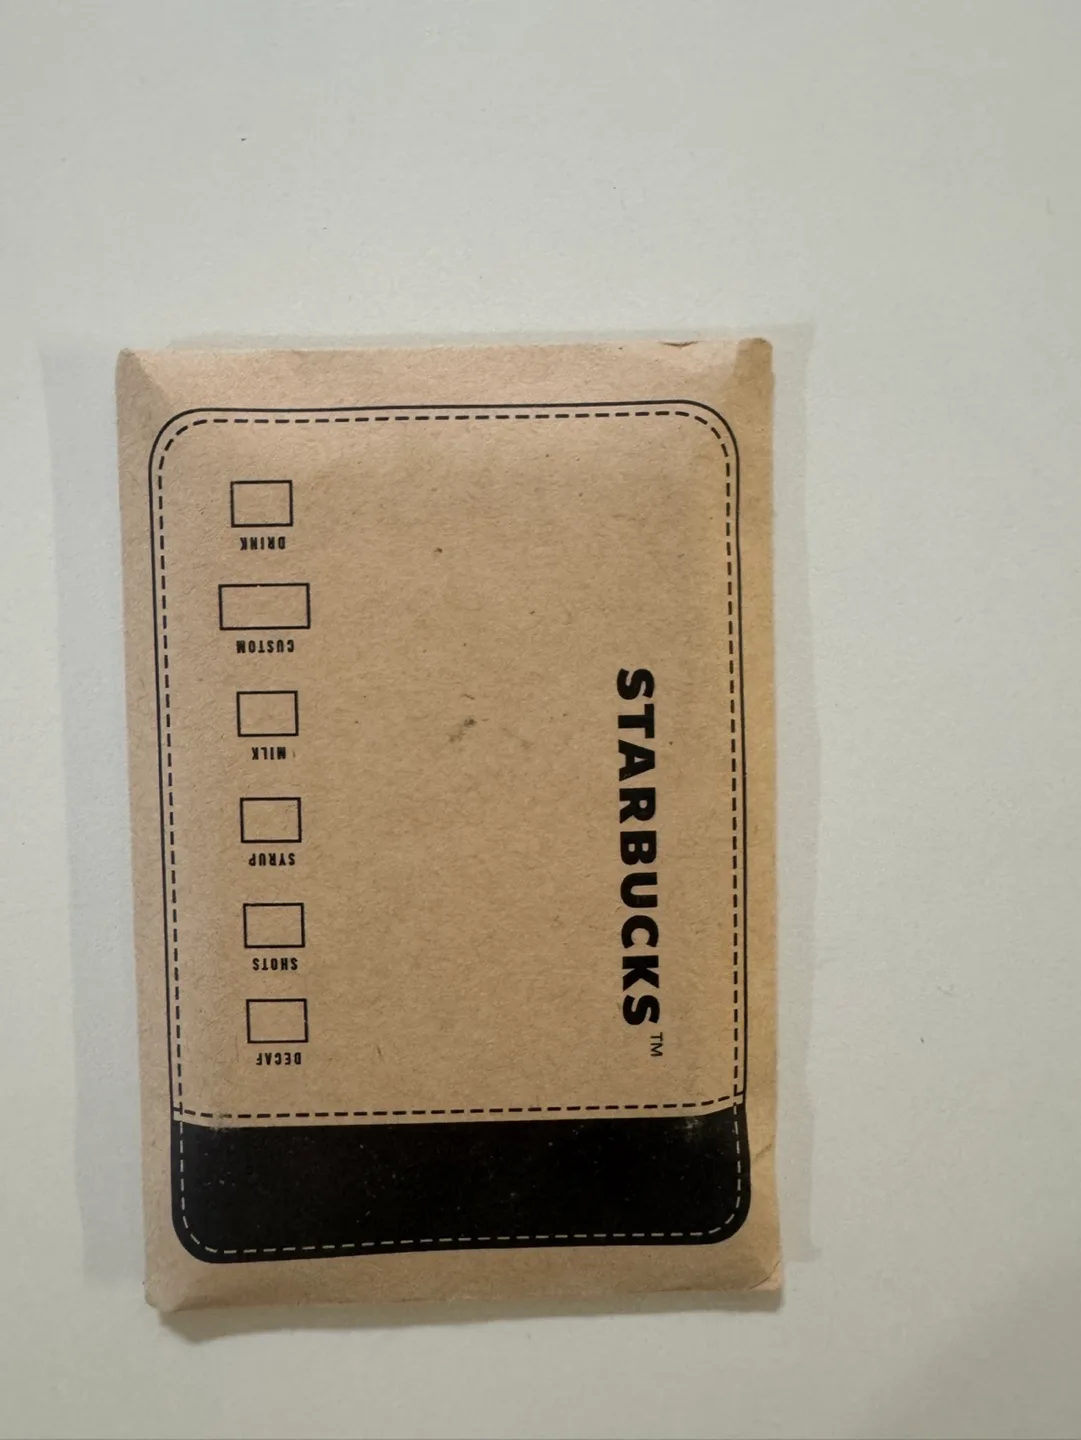 DECAF
SHOTS
SYRUP
MILK
CUSTOM
DRINK
STARBUCKS™